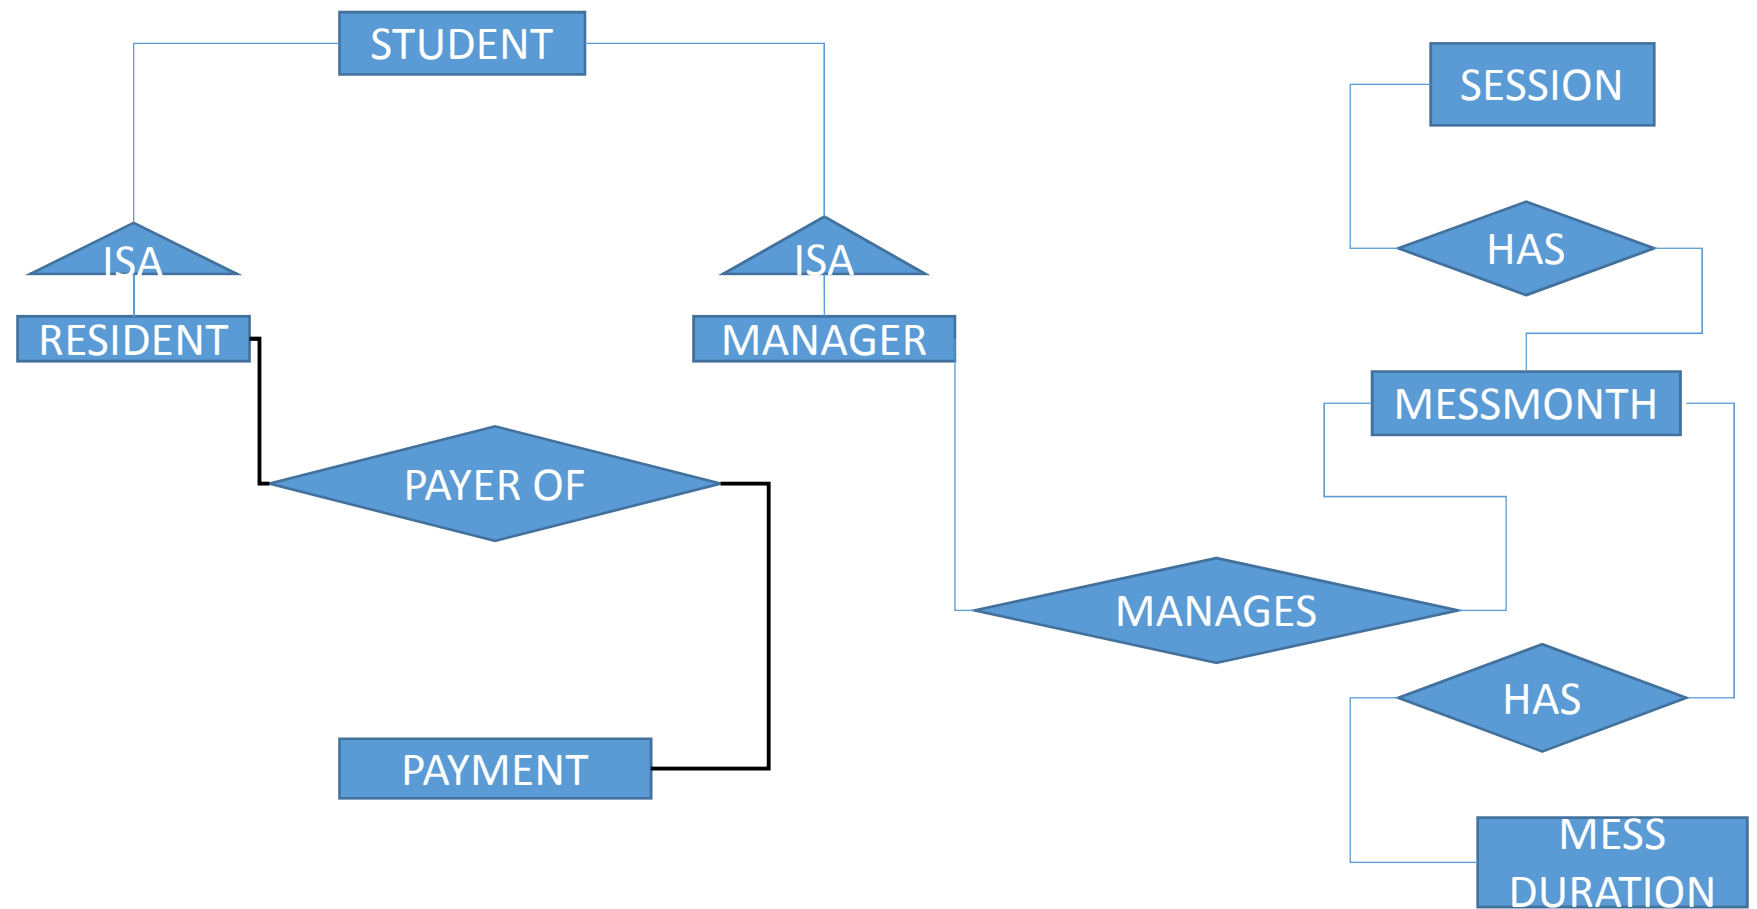 STUDENT
SESSION
ISA
ISA
HAS
RESIDENT
MANAGER
MESSMONTH
PAYER OF
MANAGES
HAS
PAYMENT
MESS
DURATION